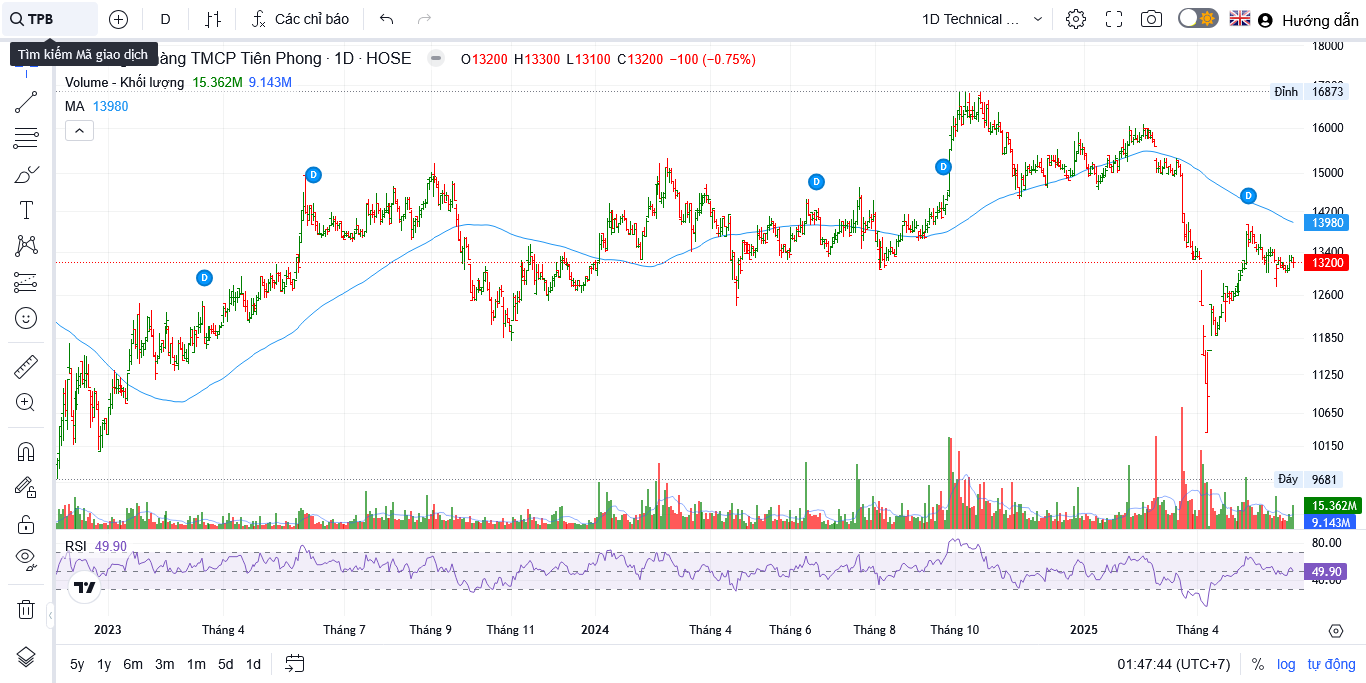 TPB
D
Các chỉ báo
1D Technical ...
Hướng dẫn
Tìm kiếm Mã giao dịch
àng TMCP Tiên Phong · 1D · HOSE
O13200 H13300 L13100 C13200 −100 (−0.75%)
Volume - Khối lượng 15.362M 9.143M
MA 13980
18000
Đỉnh 16873
16000
15000
14200
13980
13400
13200
12600
11850
11250
10650
10150
Đáy 9681
15.362M
9.143M
D
D
D
D
D
RSI 49.90
80.00
49.90
40.00
2023 Tháng 4 Tháng 7 Tháng 9 Tháng 11 2024 Tháng 4 Tháng 6 Tháng 8 Tháng 10 2025 Tháng 4
5y 1y 6m 3m 1m 5d 1d
01:47:44 (UTC+7) % log tự động